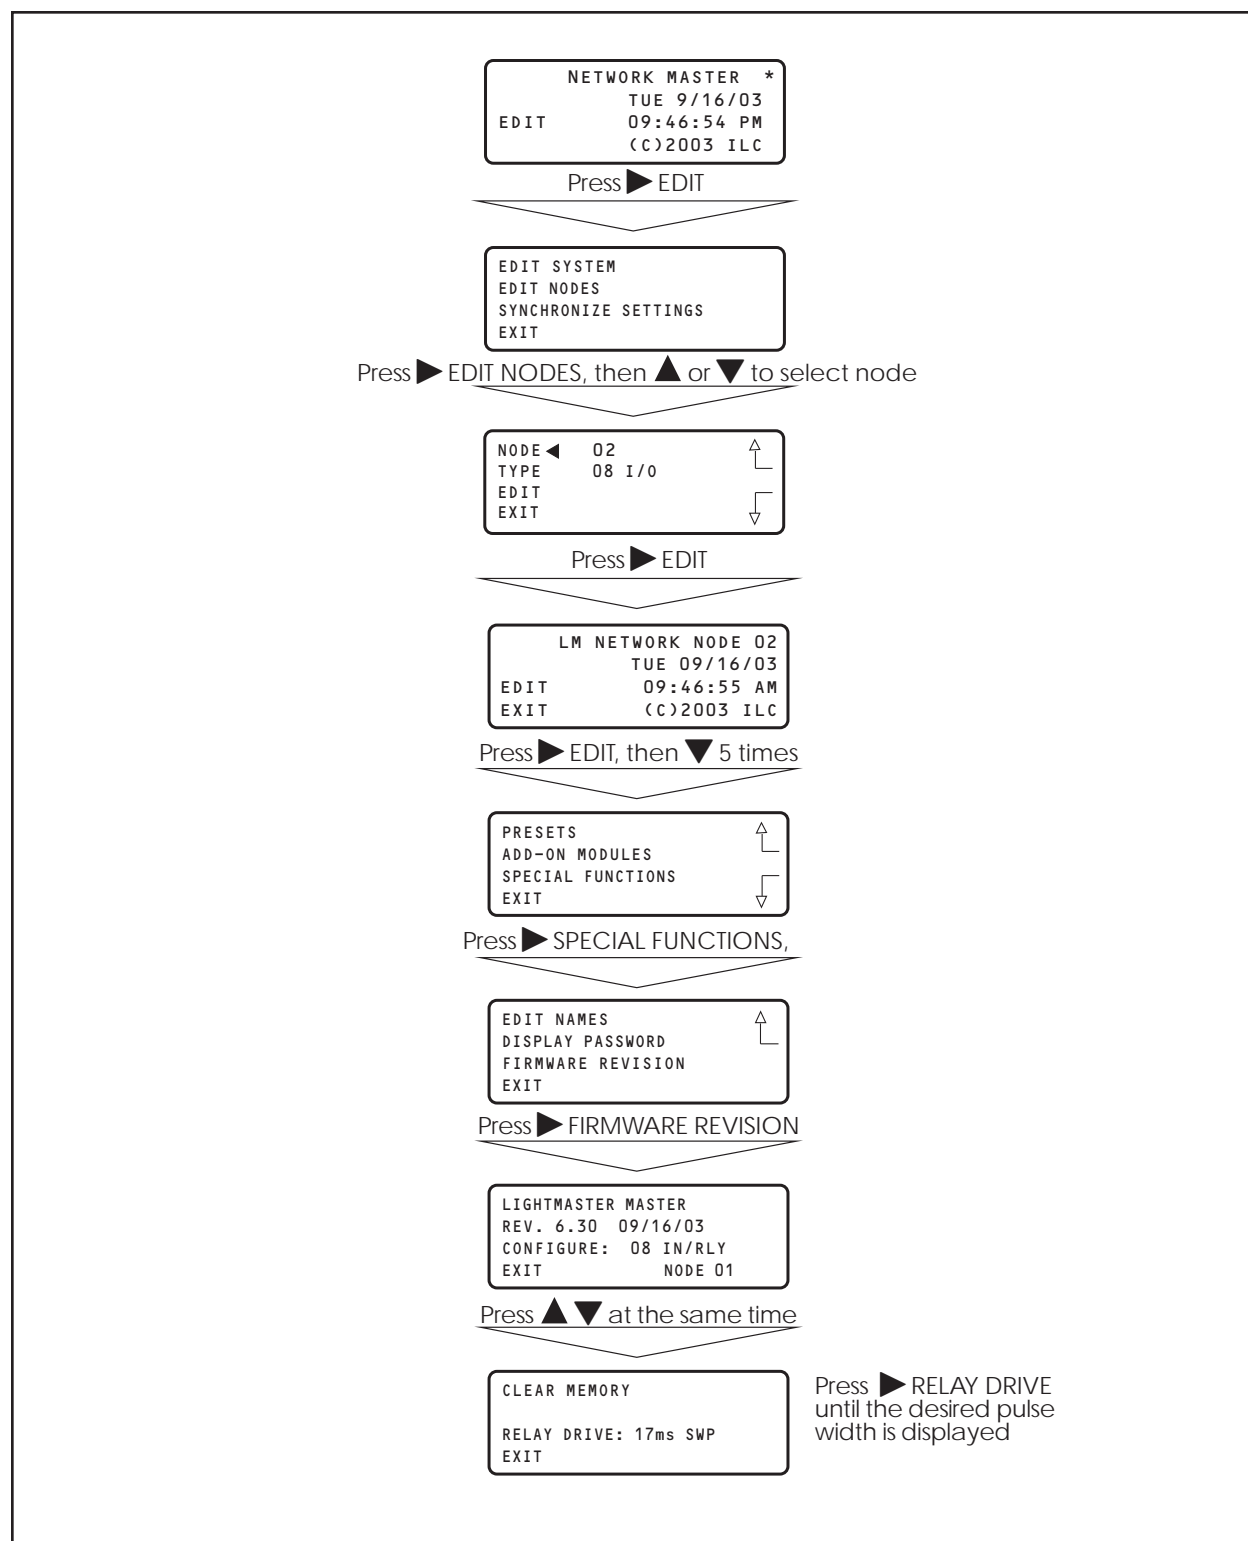 NETWORK MASTER *
TUE 9/16/03
EDIT 09:46:54 PM
(C)2003 ILC
Press ▶ EDIT
EDIT SYSTEM
EDIT NODES
SYNCHRONIZE SETTINGS
EXIT
Press ▶ EDIT NODES, then ▲ or ▼ to select node
NODE ◀ 02
TYPE 08 I/O
EDIT
EXIT
Press ▶ EDIT
LM NETWORK NODE 02
TUE 09/16/03
EDIT 09:46:55 AM
EXIT (C)2003 ILC
Press ▶ EDIT, then ▼ 5 times
PRESETS
ADD-ON MODULES
SPECIAL FUNCTIONS
EXIT
Press ▶ SPECIAL FUNCTIONS,
EDIT NAMES
DISPLAY PASSWORD
FIRMWARE REVISION
EXIT
Press ▶ FIRMWARE REVISION
LIGHTMASTER MASTER
REV. 6.30 09/16/03
CONFIGURE: 08 IN/RLY
EXIT NODE 01
Press ▲ ▼ at the same time
CLEAR MEMORY
RELAY DRIVE: 17ms SWP
EXIT
Press ▶ RELAY DRIVE
until the desired pulse
width is displayed